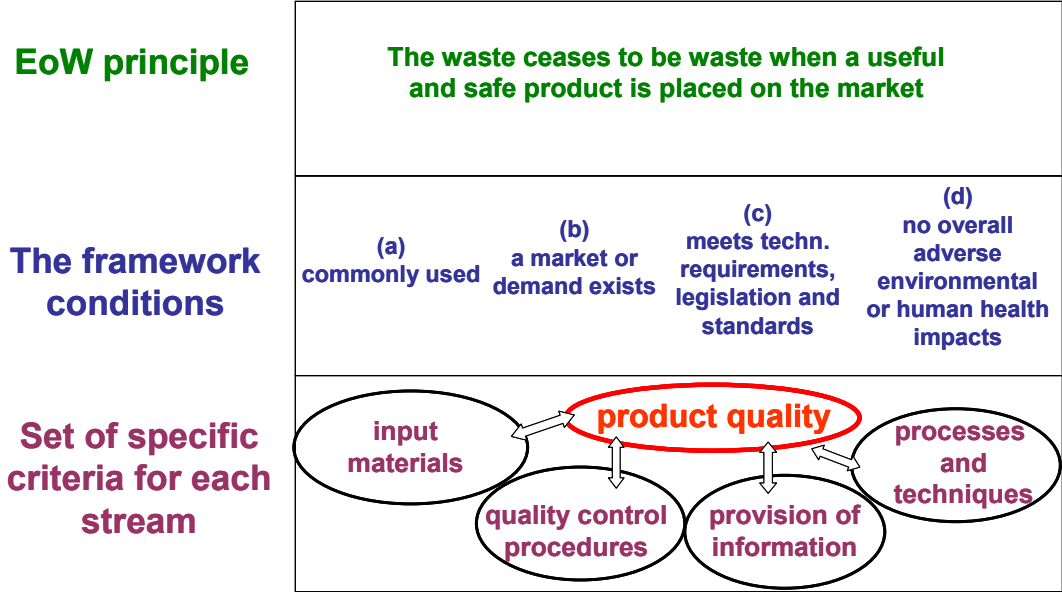 EoW principle
The waste ceases to be waste when a useful
and safe product is placed on the market
The framework
conditions
(a)
commonly used
(b)
a market or
demand exists
(c)
meets techn.
requirements,
legislation and
standards
(d)
no overall
adverse
environmental
or human health
impacts
Set of specific
criteria for each
stream
input
materials
product quality
processes
and
techniques
quality control
procedures
provision of
information